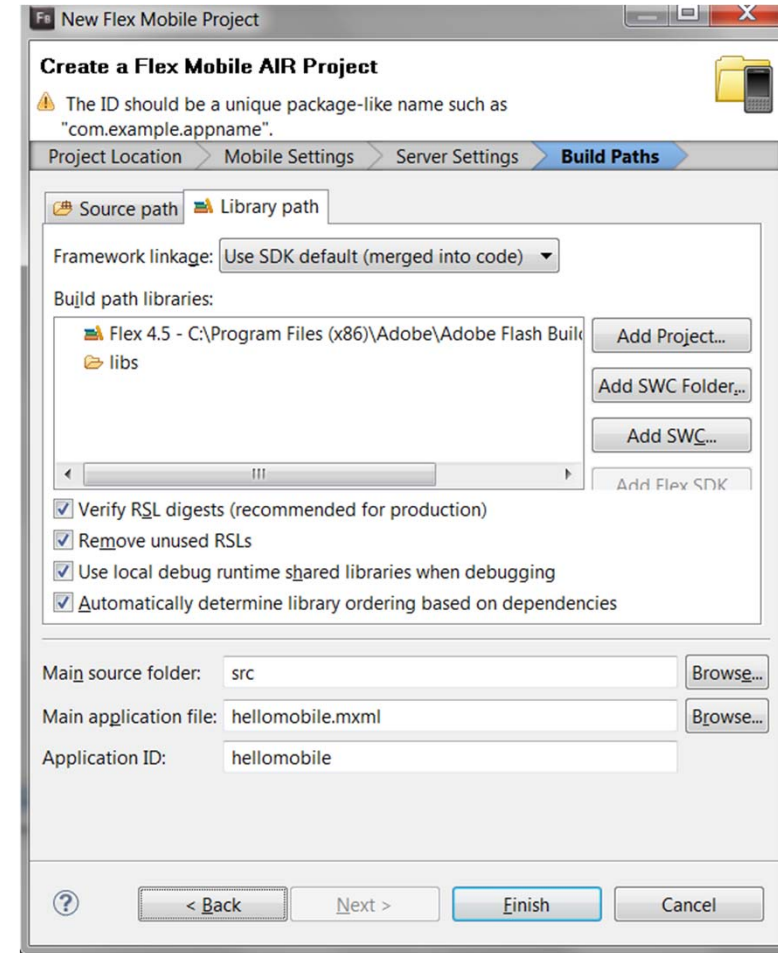 FB New Flex Mobile Project
Create a Flex Mobile AIR Project
The ID should be a unique package-like name such as
"com.example.appname".
Project Location Mobile Settings Server Settings Build Paths
Source path Library path
Framework linkage: Use SDK default (merged into code)
Build path libraries:
Flex 4.5 - C:\Program Files (x86)\Adobe\Adobe Flash Buil
libs
Add Project...
Add SWC Folder...
Add SWC...
Add Flex SDK
Verify RSL digests (recommended for production)
Remove unused RSLs
Use local debug runtime shared libraries when debugging
Automatically determine library ordering based on dependencies
Main source folder: src Browse...
Main application file: hellomobile.mxml Browse...
Application ID: hellomobile
? < Back Next > Finish Cancel